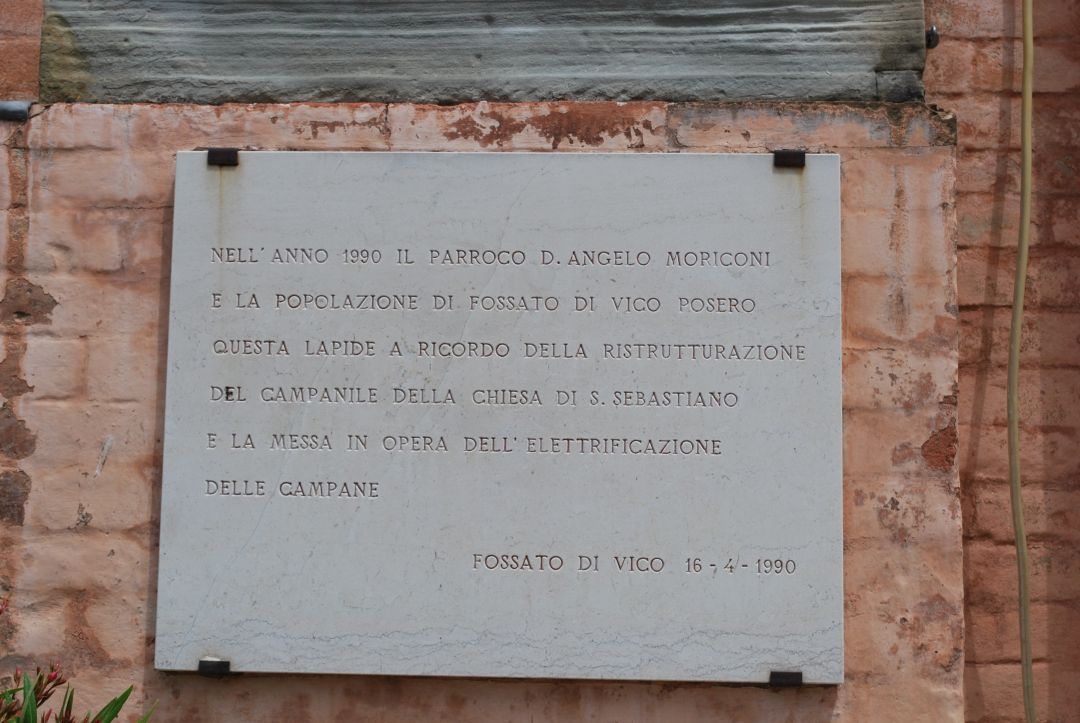 NELL' ANNO 1990 IL PARROCO D. ANGELO MORICONI
E LA POPOLAZIONE DI FOSSATO DI VICO POSERO
QUESTA LAPIDE A RICORDO DELLA RISTRUTTURAZIONE
DEL CAMPANILE DELLA CHIESA DI S. SEBASTIANO
E LA MESSA IN OPERA DELL' ELETTRIFICAZIONE
DELLE CAMPANE
FOSSATO DI VICO 16 - 4 - 1990